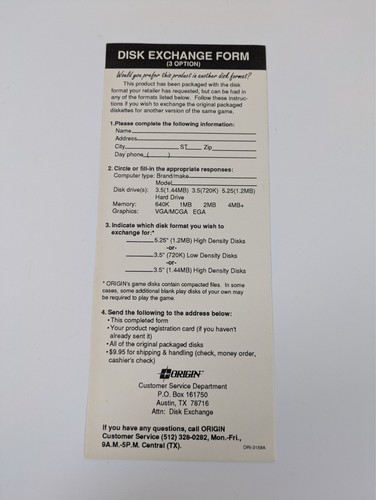 DISK EXCHANGE FORM
(3 OPTION)
Would you prefer this product in another disk format?
This product has been packaged with the disk
format your retailer has requested, but can be had in
any of the formats listed below. Follow these instruc-
tions if you wish to exchange the original packaged
diskettes for another version of the same game.
1.Please complete the following information:
Name
Address
City ST Zip
Day phone ( )
2. Circle or fill-in the appropriate responses:
Computer type: Brand/make
Model
Disk drive(s): 3.5(1.44MB) 3.5(720K) 5.25(1.2MB)
Hard Drive
Memory: 640K 1MB 2MB 4MB+
Graphics: VGA/MCGA EGA
3. Indicate which disk format you wish to
exchange for:*
5.25" (1.2MB) High Density Disks
-or-
3.5" (720K) Low Density Disks
-or-
3.5" (1.44MB) High Density Disks
* ORIGIN's game disks contain compacted files. In some
cases, some additional blank play disks of your own may
be required to play the game.
4. Send the following to the address below:
• This completed form
• Your product registration card (if you haven't
already sent it)
• All of the original packaged disks
• $9.95 for shipping & handling (check, money order,
cashier's check)
ORIGIN
Customer Service Department
P.O. Box 161750
Austin, TX 78716
Attn: Disk Exchange
If you have any questions, call ORIGIN
Customer Service (512) 328-0282, Mon.-Fri.,
9A.M.-5P.M. Central (TX).